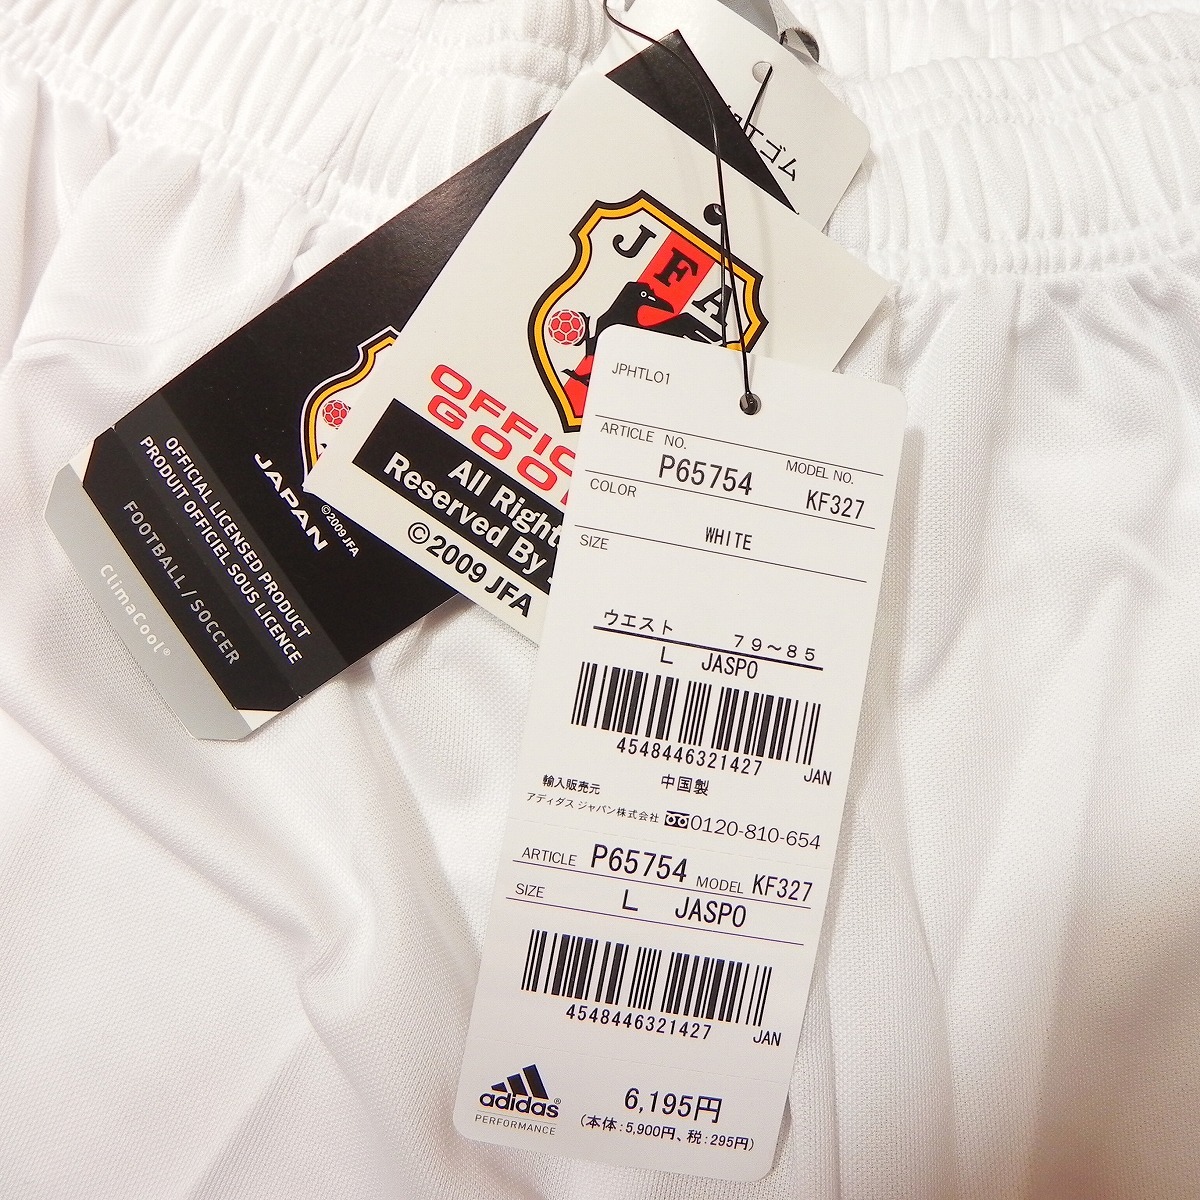 ゴム
JFA
OFFIC
GOO
All Right
Reserved By
©2009 JFA
JAPAN
©2009 JFA
OFFICIAL LICENSED PRODUCT
PRODUIT OFFICIEL SOUS LICENCE
FOOTBALL / SOCCER
ClimaCool®
JPHTL01
ARTICLE NO.
MODEL NO.
P65754
KF327
COLOR
WHITE
SIZE
ウエスト 79〜85
L JASPO
4548446321427
JAN
輸入販売元
中国製
アディダス ジャパン株式会社
0120-810-654
ARTICLE P65754 MODEL KF327
SIZE L JASPO
4548446321427
JAN
adidas®
PERFORMANCE
6,195円
(本体:5,900円、税:295円)